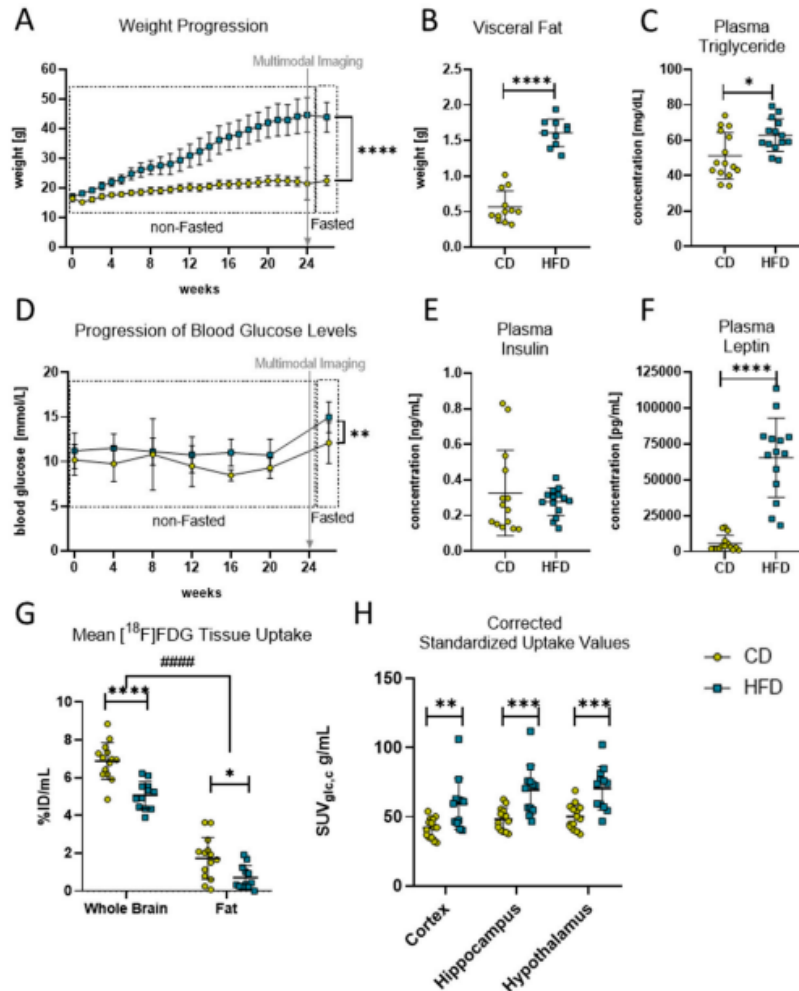 A
Weight Progression
Multimodal Imaging
weight [g]
60
50
40
30
20
10
0
****
non-Fasted
Fasted
0 4 8 12 16 20 24
weeks
B
Visceral Fat
****
weight [g]
2.5
2.0
1.5
1.0
0.5
0.0
CD HFD
C
Plasma
Triglyceride
*
concentration [mg/dL]
100
80
60
40
20
0
CD HFD
D
Progression of Blood Glucose Levels
Multimodal Imaging
blood glucose [mmol/L]
20
15
10
5
0
**
non-Fasted
Fasted
0 4 8 12 16 20 24
weeks
E
Plasma
Insulin
concentration [ng/mL]
1.0
0.8
0.6
0.4
0.2
0.0
CD HFD
F
Plasma
Leptin
****
concentration [pg/mL]
125000
100000
75000
50000
25000
0
CD HFD
G
Mean [¹⁸F]FDG Tissue Uptake
####
****
*
%ID/mL
10
8
6
4
2
0
Whole Brain Fat
H
Corrected
Standardized Uptake Values
** *** ***
SUVglc,c g/mL
150
100
50
0
Cortex
Hippocampus
Hypothalamus
CD
HFD